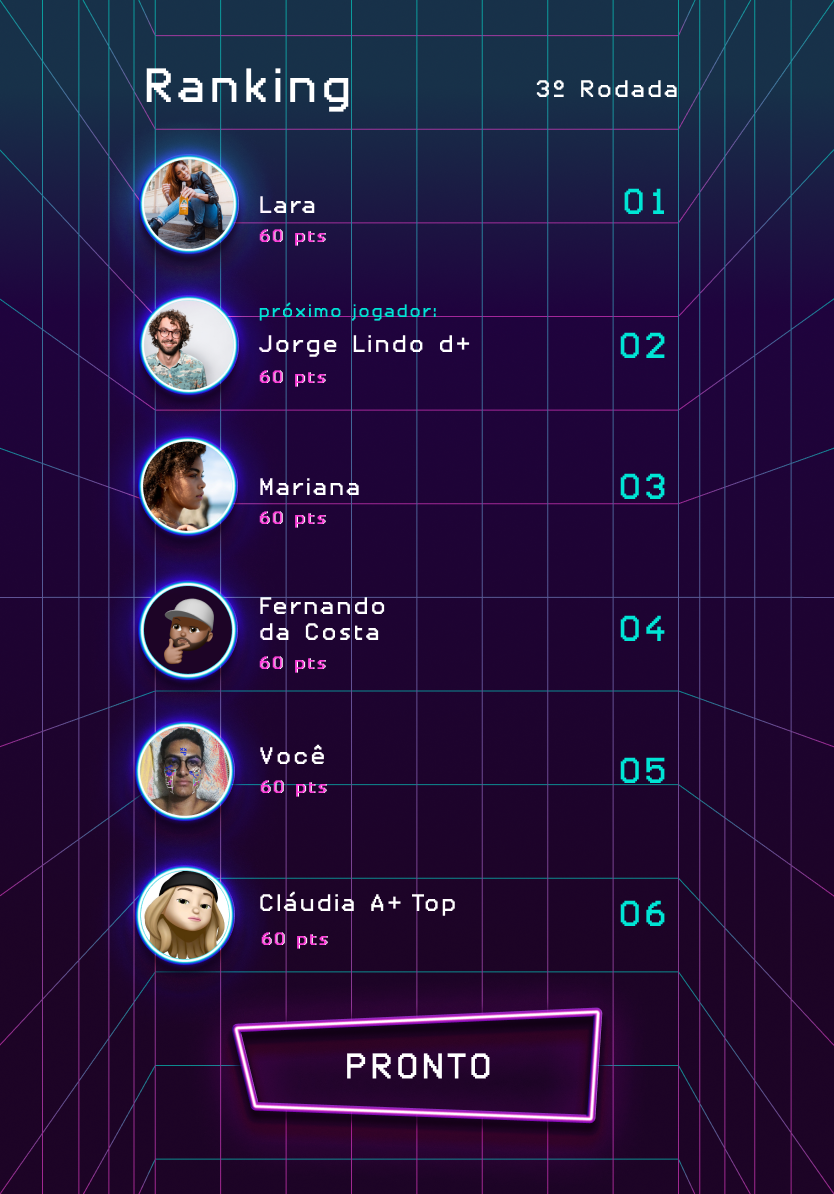 Ranking
3º Rodada
Lara
60 pts
01
próximo jogador:
Jorge Lindo d+
60 pts
02
Mariana
60 pts
03
Fernando
da Costa
60 pts
04
Você
60 pts
05
Cláudia A+ Top
60 pts
06
PRONTO